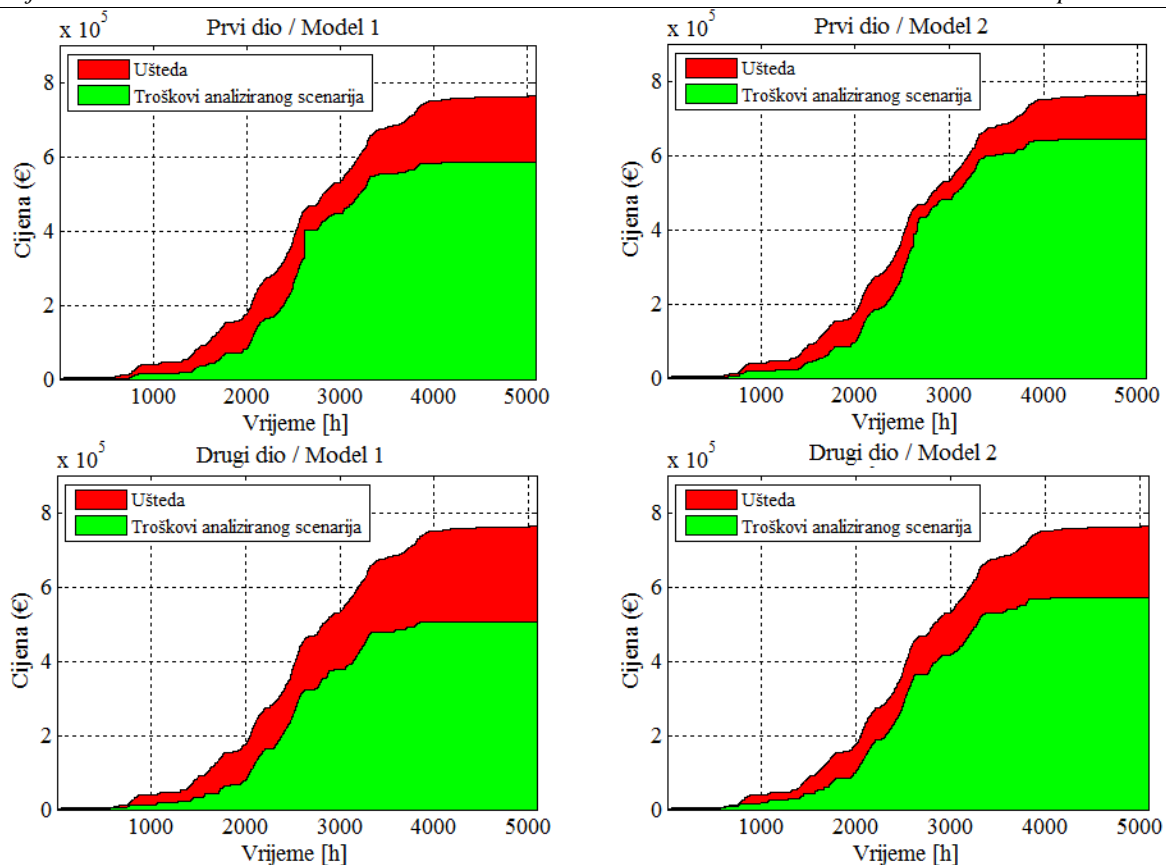 Prvi dio / Model 1
x 10^5
Ušteda
Troškovi analiziranog scenarija
Cijena (€)
8
6
4
2
0
1000 2000 3000 4000 5000
Vrijeme [h]
Prvi dio / Model 2
x 10^5
Ušteda
Troškovi analiziranog scenarija
Cijena (€)
8
6
4
2
0
1000 2000 3000 4000 5000
Vrijeme [h]
Drugi dio / Model 1
x 10^5
Ušteda
Troškovi analiziranog scenarija
Cijena (€)
8
6
4
2
0
1000 2000 3000 4000 5000
Vrijeme [h]
Drugi dio / Model 2
x 10^5
Ušteda
Troškovi analiziranog scenarija
Cijena (€)
8
6
4
2
0
1000 2000 3000 4000 5000
Vrijeme [h]